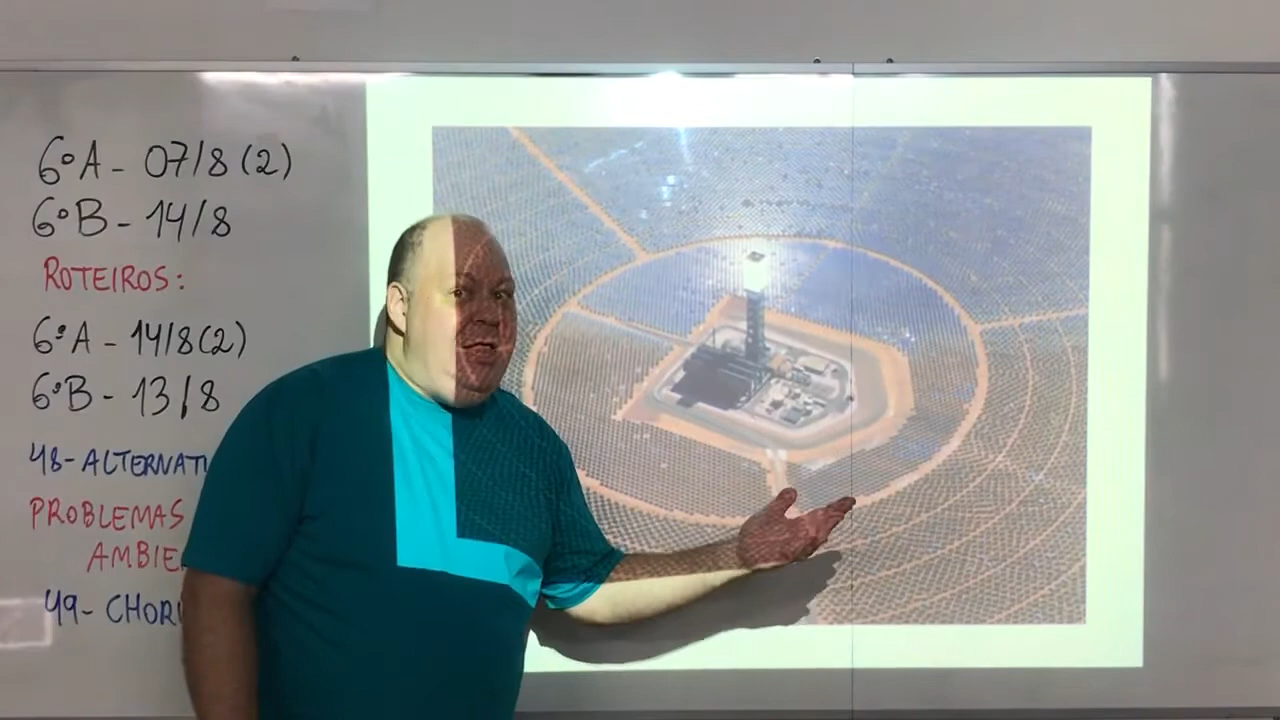 6ºA - 07/8 (2)
6ºB - 14/8
ROTEIROS:
6ºA - 14/8 (2)
6ºB - 13/8
48- ALTERNATI
PROBLEMAS
AMBIE
49- CHOR